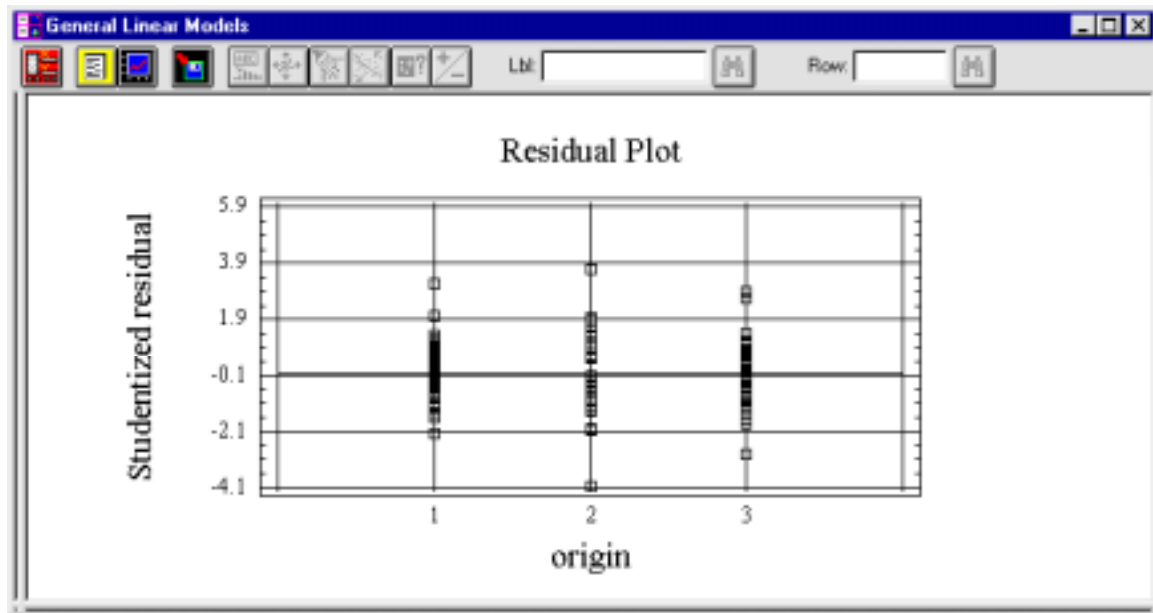 General Linear Models
Lbl: Row:
Residual Plot
Studentized residual
5.9
3.9
1.9
-0.1
-2.1
-4.1
1 2 3
origin